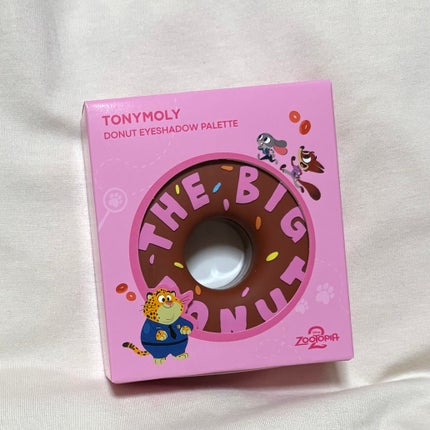 TONYMOLY
DONUT EYESHADOW PALETTE
THE BIG
DONUT
ZOOTOPIA
2